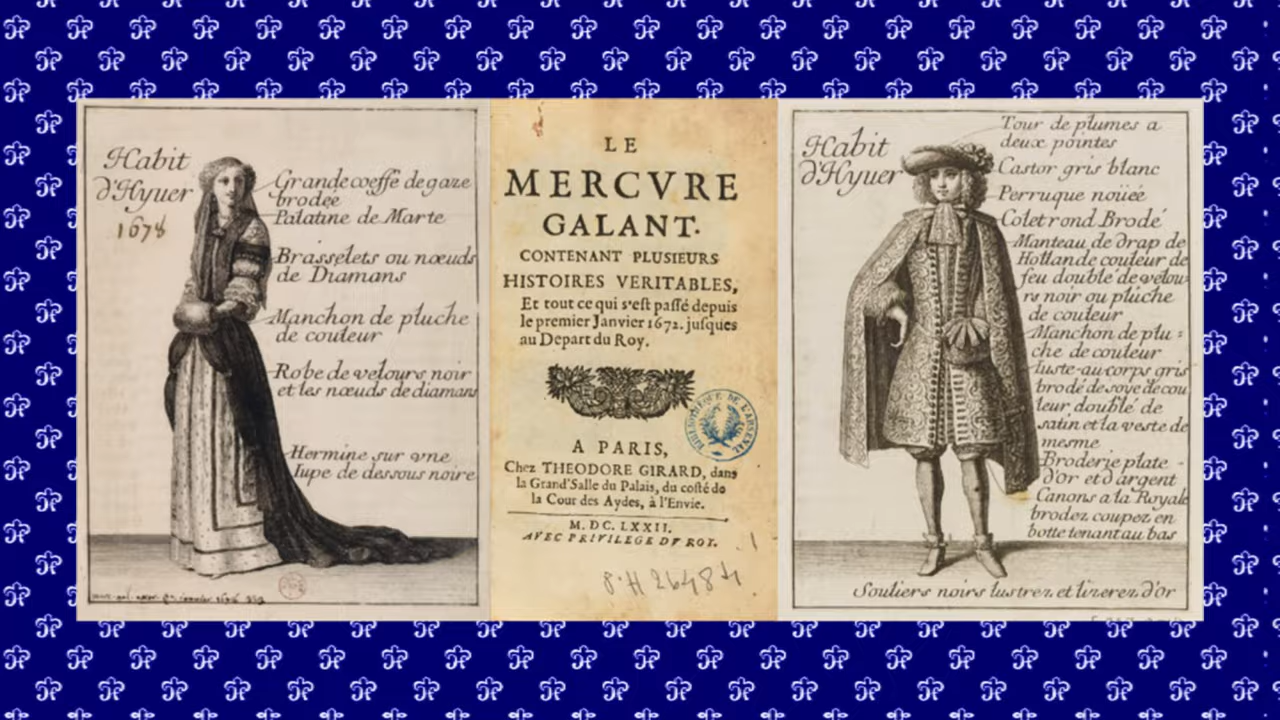 Habit
d'Hyuer
1678
Grande coeffe de gaze
brodée
Palatine de Marte
Brasselets ou nœuds
de Diamans
Manchon de pluche
de couleur
Robe de velours noir
et les nœuds de diamans
Hermine sur vne
Iupe de dessous noire
LE
MERCVRE
GALANT.
CONTENANT PLUSIEURS
HISTOIRES VERITABLES,
Et tout ce qui s'est passé depuis
le premier Janvier 1672. jusques
au Depart du Roy.
BIBLIOTHEQUE DE L'ARSENAL
A PARIS,
Chez THEODORE GIRARD, dans
la Grand'Salle du Palais, du costé de
la Cour des Aydes, à l'Envie.
M. DC. LXXII.
AVEC PRIVILEGE DV ROY.
8·H 26484
Habit
d'Hyuer
Tour de plumes a
deux pointes
Castor gris blanc
Perruque noüée
Colet rond Brodé
Manteau de drap de
Hollande couleur de
feu doublé de velou
rs noir ou pluche
de couleur
Manchon de plu :
che de couleur
Iuste-au corps gris
brodé de soye de cou
leur doublé de
satin et la veste de
mesme
Broderie plate -
d'or et d'argent
Canons a la Royale
brodez coupez en
botte tenant au bas
Souliers noirs lustrez et lizerez d'or